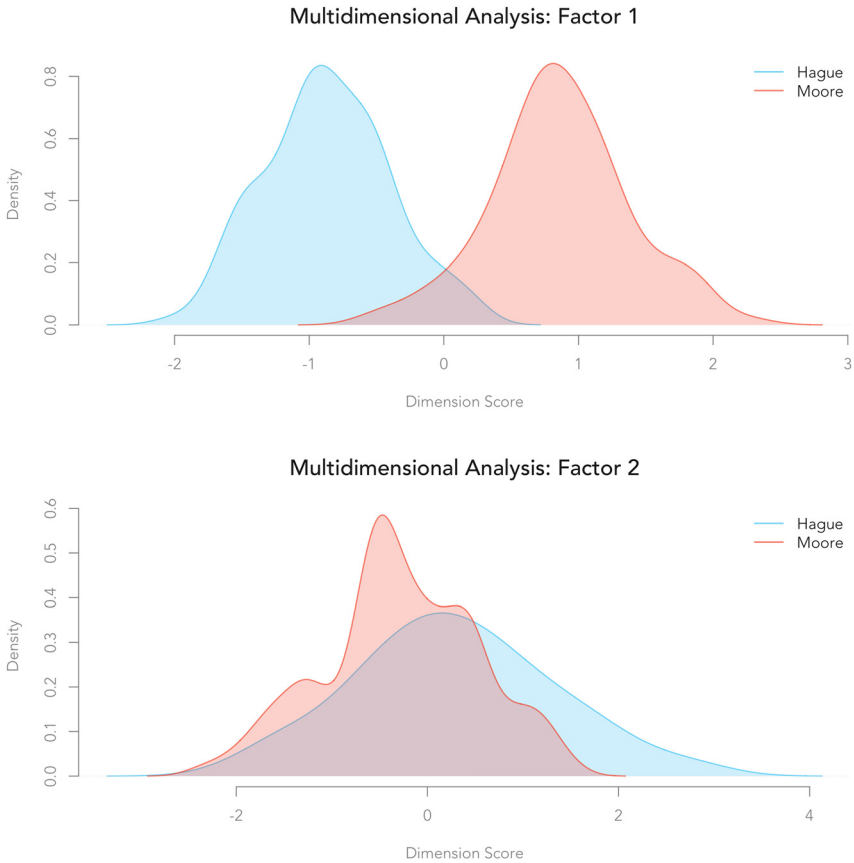 Multidimensional Analysis: Factor 1
Hague
Moore
Density
0.8
0.6
0.4
0.2
0.0
-2 -1 0 1 2 3
Dimension Score
Multidimensional Analysis: Factor 2
Hague
Moore
Density
0.6
0.5
0.4
0.3
0.2
0.1
0.0
-2 0 2 4
Dimension Score